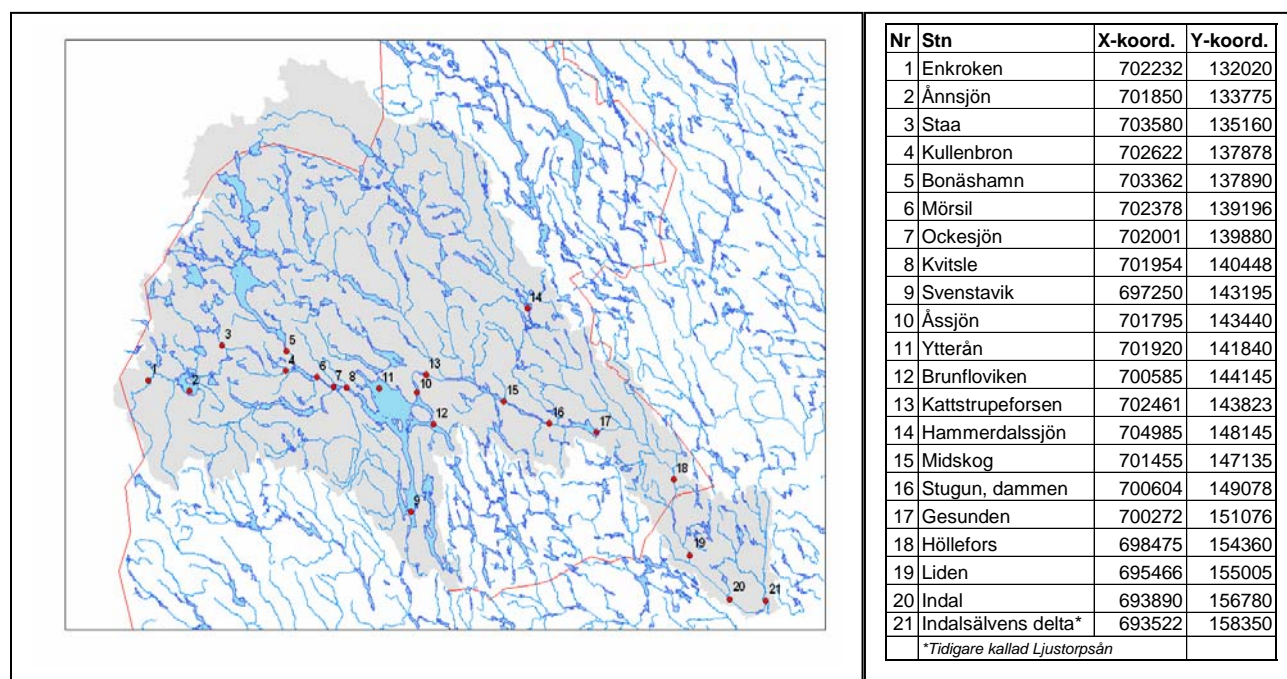 1
2
3
4
5
6
7
8
9
10
11
12
13
14
15
16
17
18
19
20
21
Nr Stn X-koord. Y-koord.
1 Enkroken 702232 132020
2 Ånnsjön 701850 133775
3 Staa 703580 135160
4 Kullenbron 702622 137878
5 Bonäshamn 703362 137890
6 Mörsil 702378 139196
7 Ockesjön 702001 139880
8 Kvitsle 701954 140448
9 Svenstavik 697250 143195
10 Åssjön 701795 143440
11 Ytterån 701920 141840
12 Brunfloviken 700585 144145
13 Kattstrupeforsen 702461 143823
14 Hammerdalssjön 704985 148145
15 Midskog 701455 147135
16 Stugun, dammen 700604 149078
17 Gesunden 700272 151076
18 Höllefors 698475 154360
19 Liden 695466 155005
20 Indal 693890 156780
21 Indalsälvens delta* 693522 158350
*Tidigare kallad Ljustorpsån